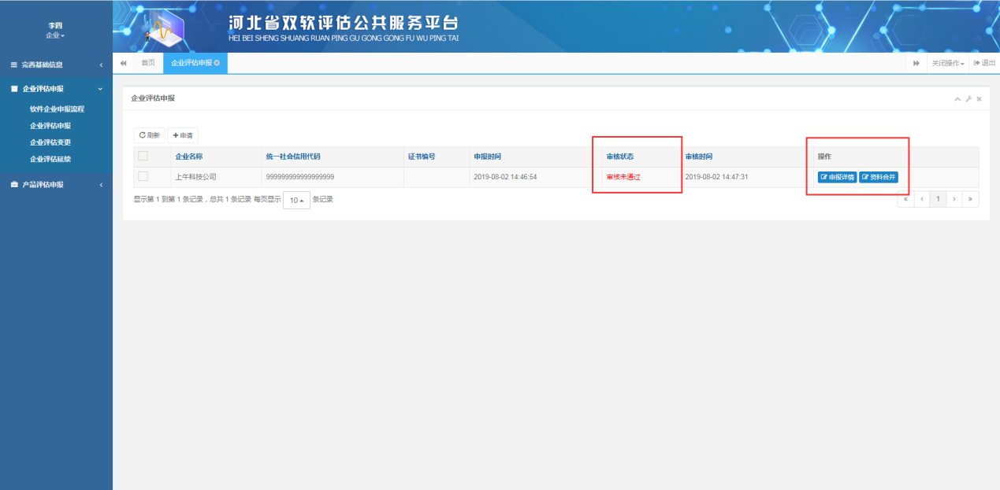 河北省双软评估公共服务平台
HEI BEI SHENG SHUANG RUAN PING GU GONG GONG FU WU PING TAI
李四
企业
完善基础信息
企业评估申报
软件企业申报流程
企业评估申报
企业评估变更
企业评估延续
产品评估申报
首页 企业评估申报 关闭操作 退出
企业评估申报
刷新 申请
企业名称 统一社会信用代码 证书编号 申报时间 审核状态 审核时间 操作
上午科技公司 999999999999999999 2019-08-02 14:46:54 审核未通过 2019-08-02 14:47:31 申报详情 资料合并
显示第 1 到第 1 条记录，总共 1 条记录 每页显示 10 条记录 « ‹ 1 › »